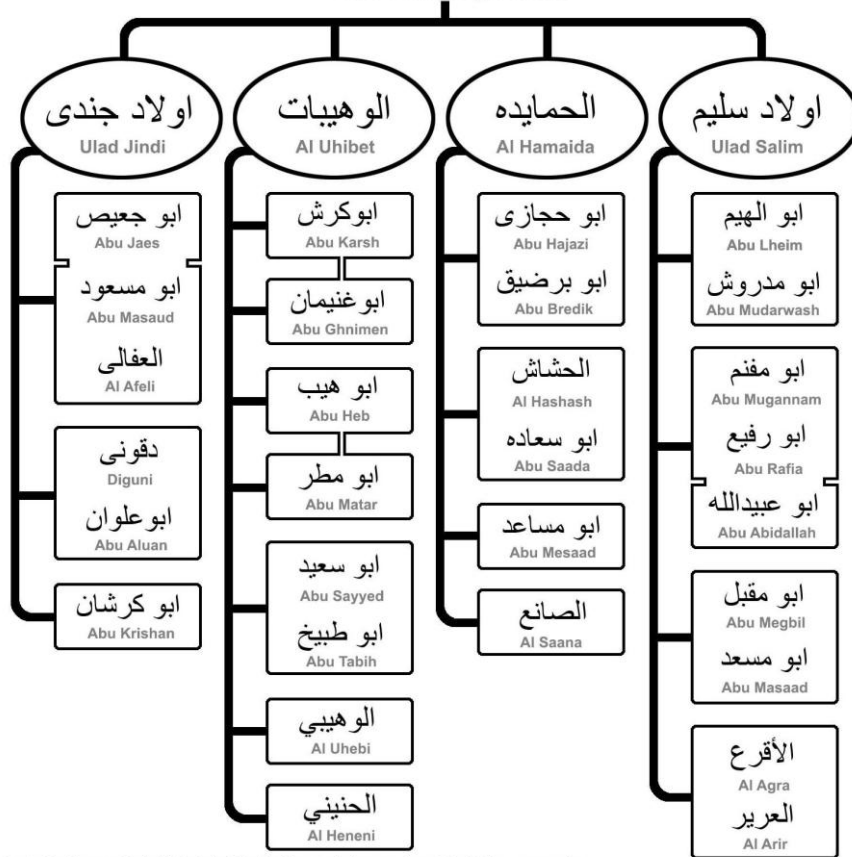 اولاد جندى
Ulad Jindi
ابو جعيص
Abu Jaes
ابو مسعود
Abu Masaud
العفالى
Al Afeli
دقونى
Diguni
ابوعلوان
Abu Aluan
ابو كرشان
Abu Krishan
الوهيبات
Al Uhibet
ابوكرش
Abu Karsh
ابوغنيمان
Abu Ghnimen
ابو هيب
Abu Heb
ابو مطر
Abu Matar
ابو سعيد
Abu Sayyed
ابو طبيخ
Abu Tabih
الوهيبي
Al Uhebi
الحنيني
Al Heneni
الحمايده
Al Hamaida
ابو حجازى
Abu Hajazi
ابو برضيق
Abu Bredik
الحشاش
Al Hashash
ابو سعاده
Abu Saada
ابو مساعد
Abu Mesaad
الصانع
Al Saana
اولاد سليم
Ulad Salim
ابو الهيم
Abu Lheim
ابو مدروش
Abu Mudarwash
ابو مفنم
Abu Mugannam
ابو رفيع
Abu Rafia
ابو عبيدالله
Abu Abidallah
ابو مقبل
Abu Megbil
ابو مسعد
Abu Masaad
الأقرع
Al Agra
العرير
Al Arir